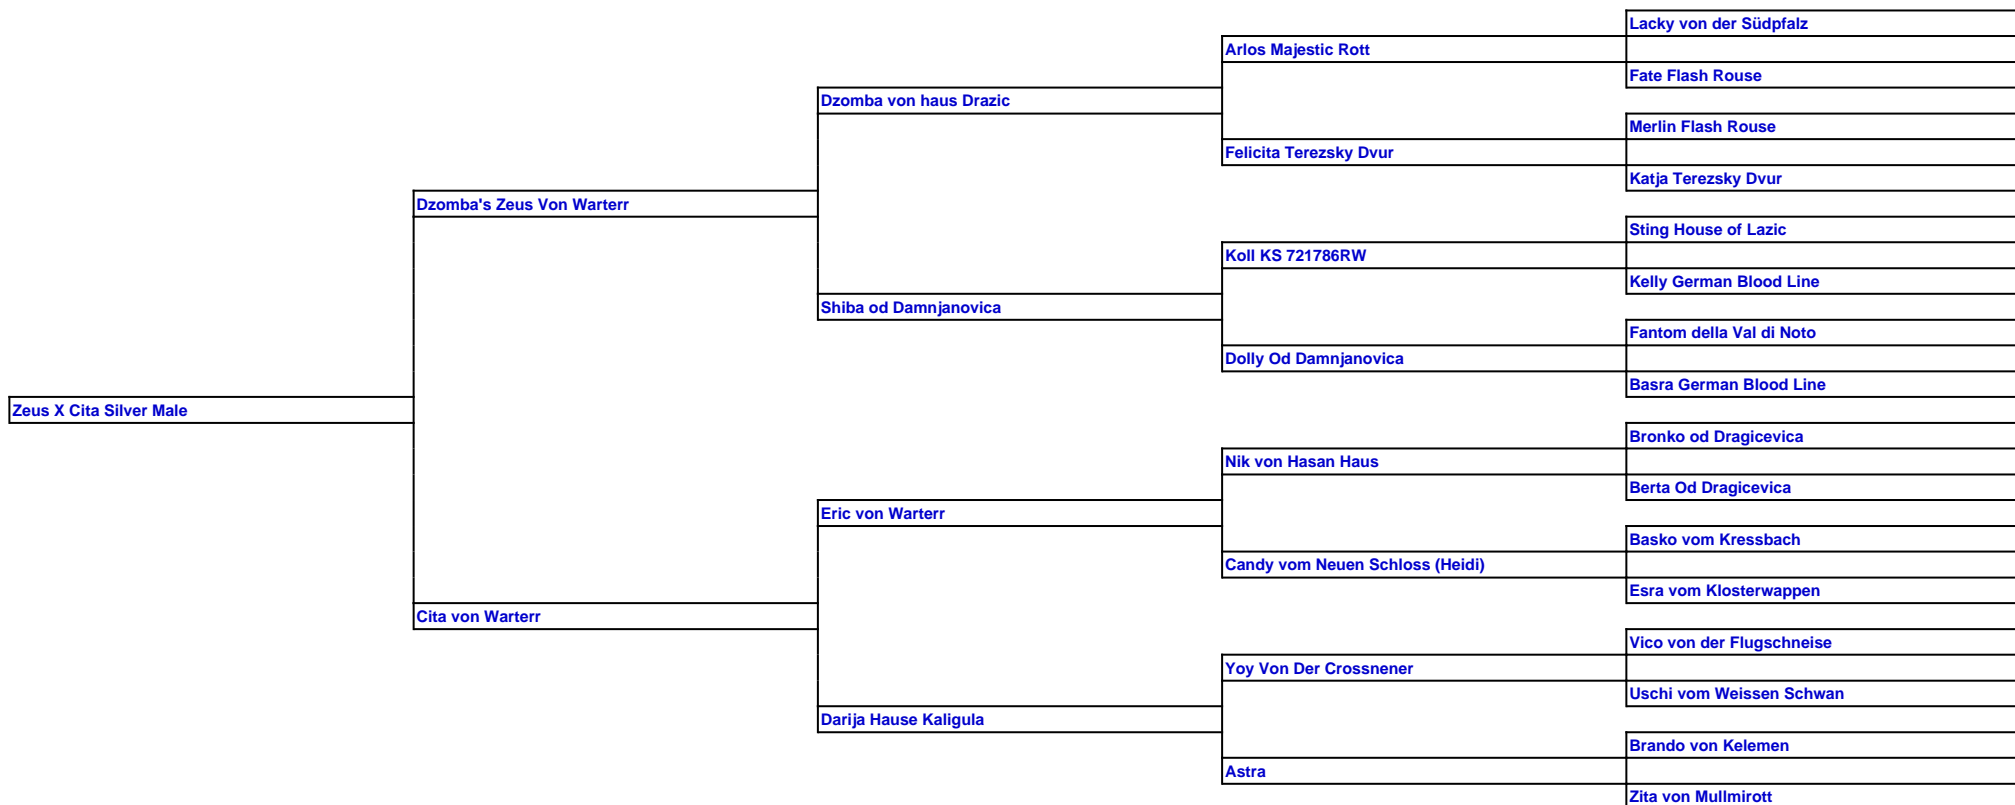 Lacky von der Südpfalz
Arlos Majestic Rott
Fate Flash Rouse
Dzomba von haus Drazic
Merlin Flash Rouse
Felicita Terezsky Dvur
Katja Terezsky Dvur
Dzomba's Zeus Von Warterr
Sting House of Lazic
Koll KS 721786RW
Kelly German Blood Line
Shiba od Damnjanovica
Fantom della Val di Noto
Dolly Od Damnjanovica
Basra German Blood Line
Zeus X Cita Silver Male
Bronko od Dragicevica
Nik von Hasan Haus
Berta Od Dragicevica
Eric von Warterr
Basko vom Kressbach
Candy vom Neuen Schloss (Heidi)
Esra vom Klosterwappen
Cita von Warterr
Vico von der Flugschneise
Yoy Von Der Crossnener
Uschi vom Weissen Schwan
Darija Hause Kaligula
Brando von Kelemen
Astra
Zita von Mullmirott